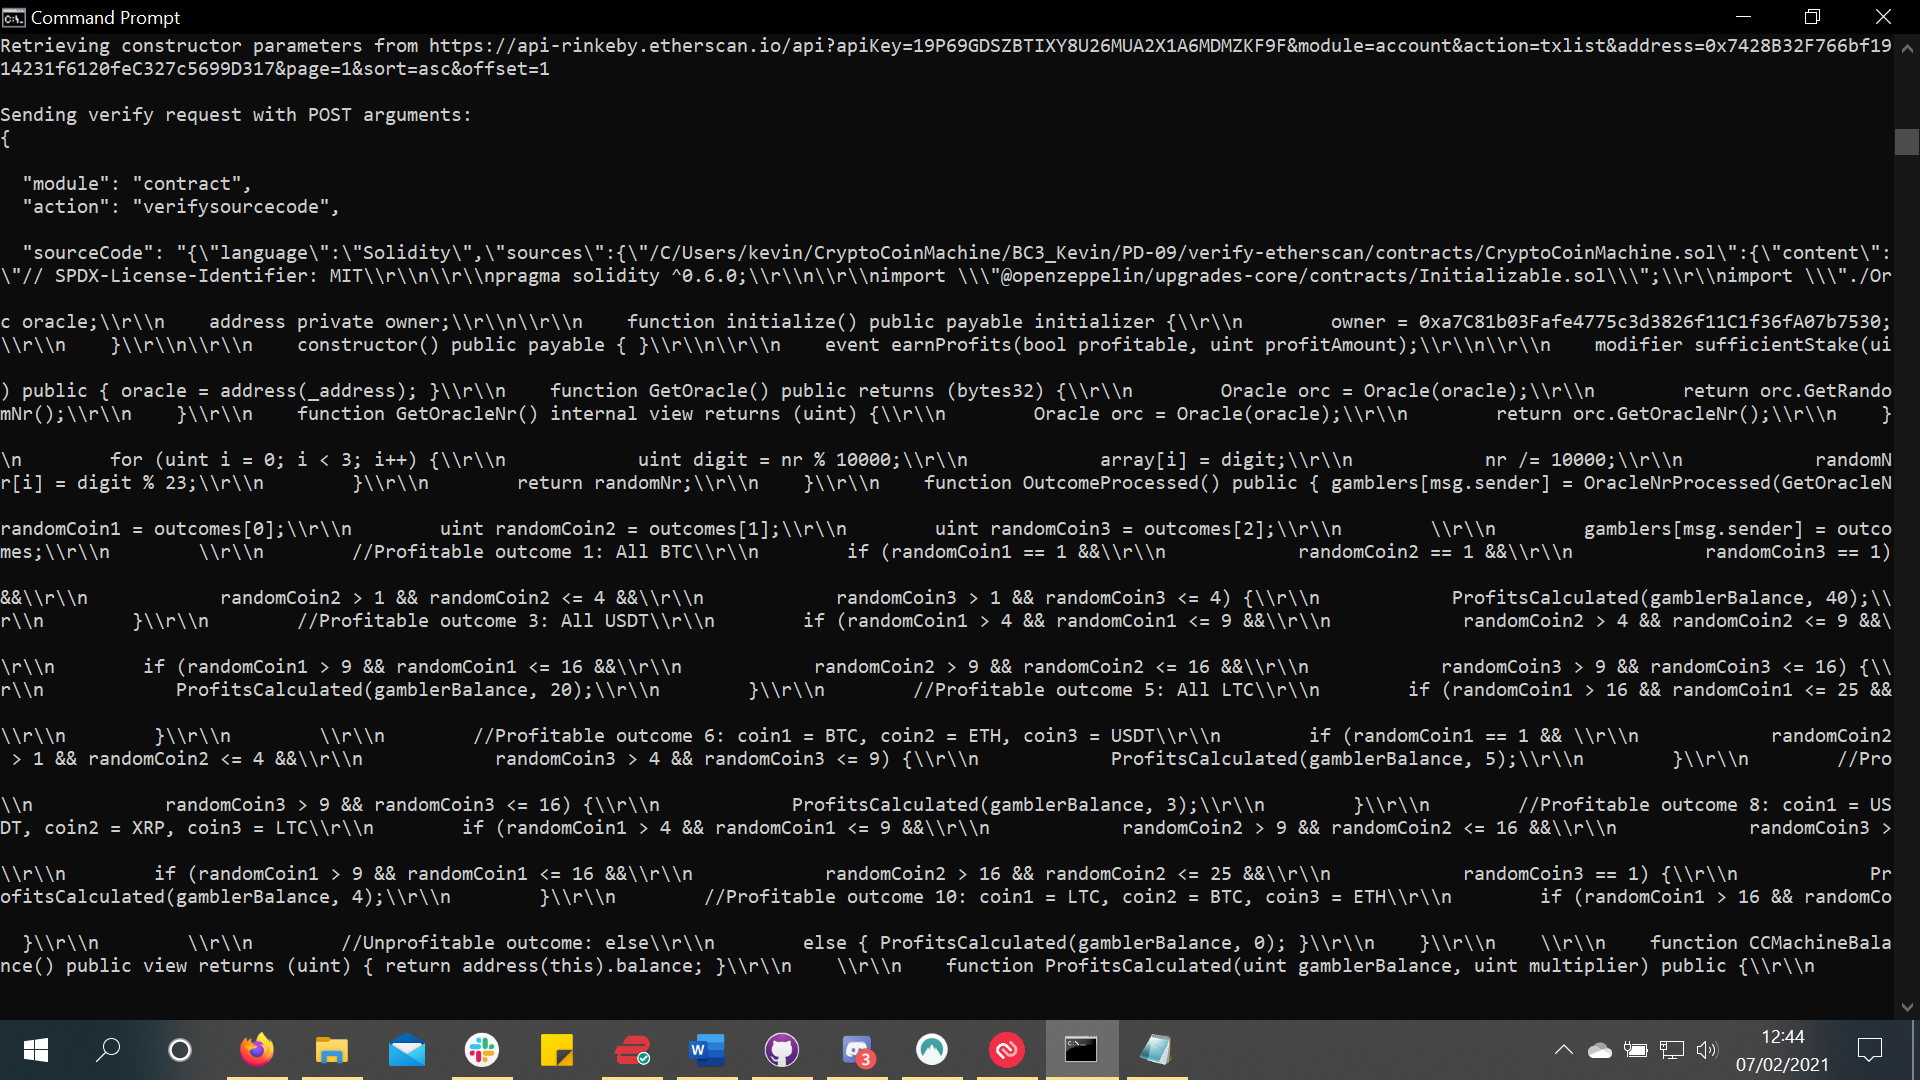 Command Prompt
Retrieving constructor parameters from https://api-rinkeby.etherscan.io/api?apiKey=19P69GDSZBTIXY8U26MUA2X1A6MDMZKF9F&module=account&action=txlist&address=0x7428B32F766bf19
14231f6120feC327c5699D317&page=1&sort=asc&offset=1
Sending verify request with POST arguments:
{
  "module": "contract",
  "action": "verifysourcecode",
  "sourceCode": "{\"language\":\"Solidity\",\"sources\":{\"/C/Users/kevin/CryptoCoinMachine/BC3_Kevin/PD-09/verify-etherscan/contracts/CryptoCoinMachine.sol\":{\"content\":
\"// SPDX-License-Identifier: MIT\\r\\n\\r\\npragma solidity ^0.6.0;\\r\\n\\r\\nimport \\\"@openzeppelin/upgrades-core/contracts/Initializable.sol\\\";\\r\\nimport \\\"./Or
c oracle;\\r\\n    address private owner;\\r\\n\\r\\n    function initialize() public payable initializer {\\r\\n        owner = 0xa7C81b03Fafe4775c3d3826f11C1f36fA07b7530;
\\r\\n    }\\r\\n\\r\\n    constructor() public payable { }\\r\\n\\r\\n    event earnProfits(bool profitable, uint profitAmount);\\r\\n\\r\\n    modifier sufficientStake(ui
) public { oracle = address(_address); }\\r\\n    function GetOracle() public returns (bytes32) {\\r\\n        Oracle orc = Oracle(oracle);\\r\\n        return orc.GetRando
mNr();\\r\\n    }\\r\\n    function GetOracleNr() internal view returns (uint) {\\r\\n        Oracle orc = Oracle(oracle);\\r\\n        return orc.GetOracleNr();\\r\\n    }
\n        for (uint i = 0; i < 3; i++) {\\r\\n            uint digit = nr % 10000;\\r\\n            array[i] = digit;\\r\\n            nr /= 10000;\\r\\n            randomN
r[i] = digit % 23;\\r\\n        }\\r\\n        return randomNr;\\r\\n    }\\r\\n    function OutcomeProcessed() public { gamblers[msg.sender] = OracleNrProcessed(GetOracleN
randomCoin1 = outcomes[0];\\r\\n        uint randomCoin2 = outcomes[1];\\r\\n        uint randomCoin3 = outcomes[2];\\r\\n        \\r\\n        gamblers[msg.sender] = outco
mes;\\r\\n        \\r\\n        //Profitable outcome 1: All BTC\\r\\n        if (randomCoin1 == 1 &&\\r\\n            randomCoin2 == 1 &&\\r\\n            randomCoin3 == 1)
&&\\r\\n            randomCoin2 > 1 && randomCoin2 <= 4 &&\\r\\n            randomCoin3 > 1 && randomCoin3 <= 4) {\\r\\n            ProfitsCalculated(gamblerBalance, 40);\\
r\\n        }\\r\\n        //Profitable outcome 3: All USDT\\r\\n        if (randomCoin1 > 4 && randomCoin1 <= 9 &&\\r\\n            randomCoin2 > 4 && randomCoin2 <= 9 &&\
\r\\n        if (randomCoin1 > 9 && randomCoin1 <= 16 &&\\r\\n            randomCoin2 > 9 && randomCoin2 <= 16 &&\\r\\n            randomCoin3 > 9 && randomCoin3 <= 16) {\\
r\\n            ProfitsCalculated(gamblerBalance, 20);\\r\\n        }\\r\\n        //Profitable outcome 5: All LTC\\r\\n        if (randomCoin1 > 16 && randomCoin1 <= 25 &&
\\r\\n        }\\r\\n        \\r\\n        //Profitable outcome 6: coin1 = BTC, coin2 = ETH, coin3 = USDT\\r\\n        if (randomCoin1 == 1 && \\r\\n            randomCoin2
 > 1 && randomCoin2 <= 4 &&\\r\\n            randomCoin3 > 4 && randomCoin3 <= 9) {\\r\\n            ProfitsCalculated(gamblerBalance, 5);\\r\\n        }\\r\\n        //Pro
\\n            randomCoin3 > 9 && randomCoin3 <= 16) {\\r\\n            ProfitsCalculated(gamblerBalance, 3);\\r\\n        }\\r\\n        //Profitable outcome 8: coin1 = US
DT, coin2 = XRP, coin3 = LTC\\r\\n        if (randomCoin1 > 4 && randomCoin1 <= 9 &&\\r\\n            randomCoin2 > 9 && randomCoin2 <= 16 &&\\r\\n            randomCoin3 >
\\r\\n        if (randomCoin1 > 9 && randomCoin1 <= 16 &&\\r\\n            randomCoin2 > 16 && randomCoin2 <= 25 &&\\r\\n            randomCoin3 == 1) {\\r\\n            Pr
ofitsCalculated(gamblerBalance, 4);\\r\\n        }\\r\\n        //Profitable outcome 10: coin1 = LTC, coin2 = BTC, coin3 = ETH\\r\\n        if (randomCoin1 > 16 && randomCo
  }\\r\\n        \\r\\n        //Unprofitable outcome: else\\r\\n        else { ProfitsCalculated(gamblerBalance, 0); }\\r\\n    }\\r\\n    \\r\\n    function CCMachineBala
nce() public view returns (uint) { return address(this).balance; }\\r\\n    \\r\\n    function ProfitsCalculated(uint gamblerBalance, uint multiplier) public {\\r\\n
12:44
07/02/2021
3